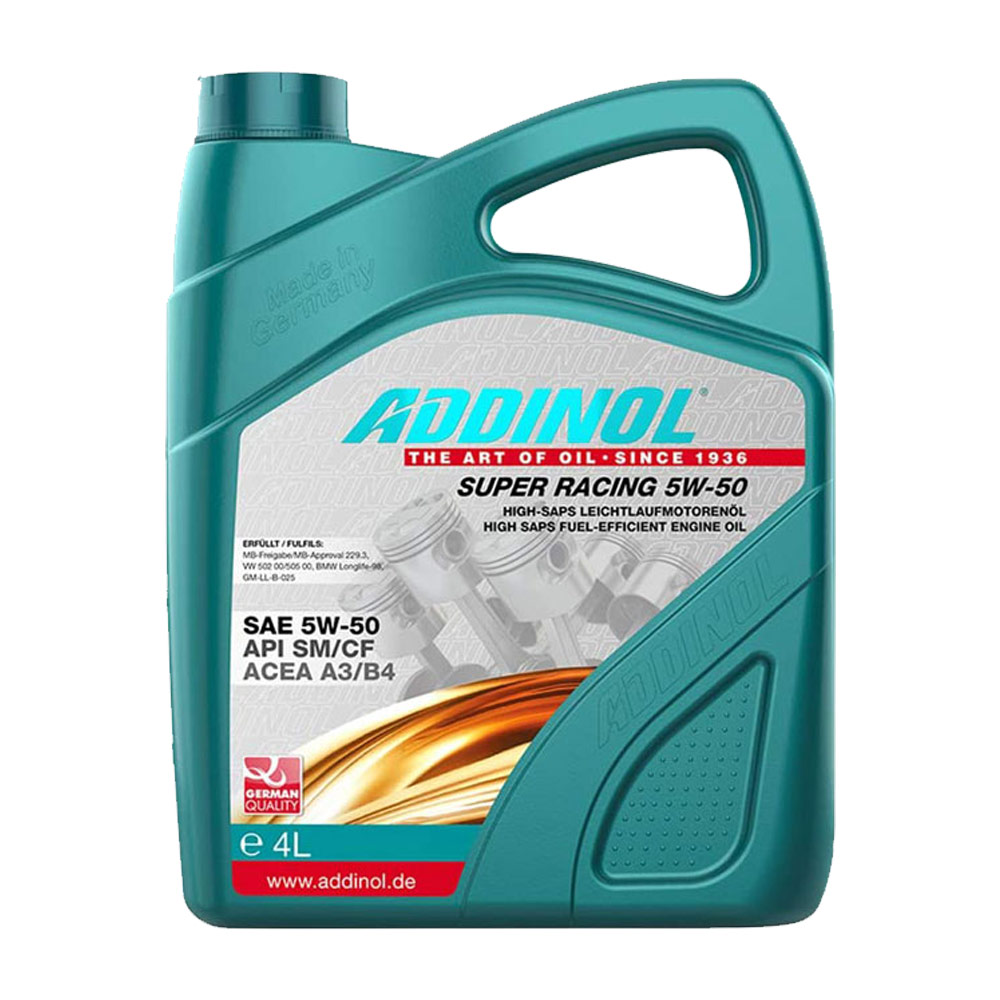 Made in
Germany
ADDINOL®
THE ART OF OIL • SINCE 1936
SUPER RACING 5W-50
HIGH-SAPS LEICHTLAUFMOTORENÖL
HIGH SAPS FUEL-EFFICIENT ENGINE OIL
ERFÜLLT / FULFILS:
MB-Freigabe/MB-Approval 229.3,
VW 502 00/505 00, BMW Longlife-98,
GM-LL-B-025
SAE 5W-50
API SM/CF
ACEA A3/B4
ADDINOL
GERMAN
QUALITY
℮ 4L
www.addinol.de